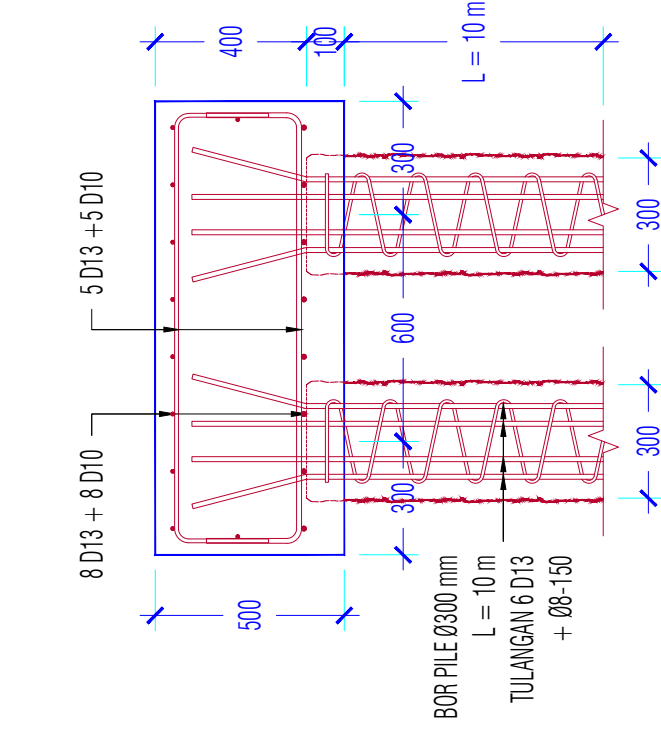 8 D13 + 8 D10
5 D13 +5 D10
500
400
100
L = 10 m
300
600
300
300
300
BOR PILE Ø300 mm
L = 10 m
TULANGAN 6 D13
+ Ø8-150